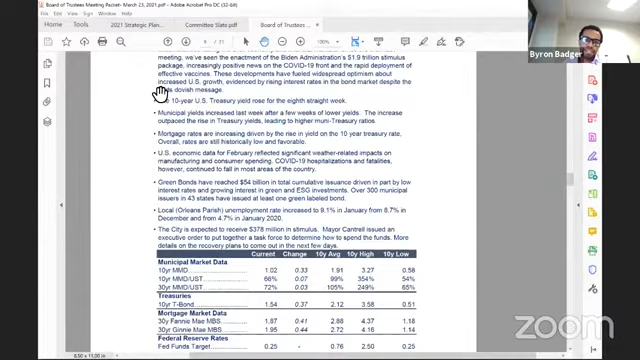 Board of Trustees Meeting Packet- March 23, 2021.pdf - Adobe Acrobat Pro DC (32-bit)
File Edit View Sign Window Help
Home Tools 2021 Strategic Plan... Committee Slate.pdf Board of Trustees ...
Byron Badger
meeting, we've seen the enactment of the Biden Administration's $1.9 trillion stimulus
package, increasingly positive news on the COVID-19 front and the rapid deployment of
effective vaccines. These developments have fueled widespread optimism about
increased U.S. growth, evidenced by rising interest rates in the bond market despite the
dovish message.
10-year U.S. Treasury yield rose for the eighth straight week.
• Municipal yields increased last week after a few weeks of lower yields. The increase
outpaced the rise in Treasury yields, leading to higher muni-Treasury ratios.
• Mortgage rates are increasing driven by the rise in yield on the 10 year treasury rate,
Overall, rates are still historically low and favorable.
• U.S. economic data for February reflected significant weather-related impacts on
manufacturing and consumer spending. COVID-19 hospitalizations and fatalities,
however, continued to fall in most areas of the country.
• Green Bonds have reached $54 billion in total cumulative issuance driven in part by low
interest rates and growing interest in green and ESG investments. Over 300 municipal
issuers in 43 states have issued at least one green labeled bond.
• Local (Orleans Parish) unemployment rate increased to 9.1% in January from 8.7% in
December and from 4.7% in January 2020.
• The City is expected to receive $378 million in stimulus. Mayor Cantrell issued an
executive order to put together a task force to determine how to spend the funds. More
details on the recovery plans to come out in the next few days.
Current Change 10y Avg 10y High 10y Low
Municipal Market Data
10yr MMD 1.02 0.33 1.91 3.27 0.58
10yr MMD/UST 66% 0.07 99% 354% 54%
30yr MMD/UST 72% 0.03 105% 249% 65%
Treasuries
10yr T-Bond 1.54 0.37 2.12 3.58 0.51
Mortgage Market Data
30y Fannie Mae MBS 1.87 0.41 2.88 4.37 1.18
30y Ginnie Mae MBS 1.95 0.44 2.72 4.16 1.14
Federal Reserve Rates
Fed Funds Target 0.25 - 0.76 2.50 0.25
8.50 x 11.00 in
zoom